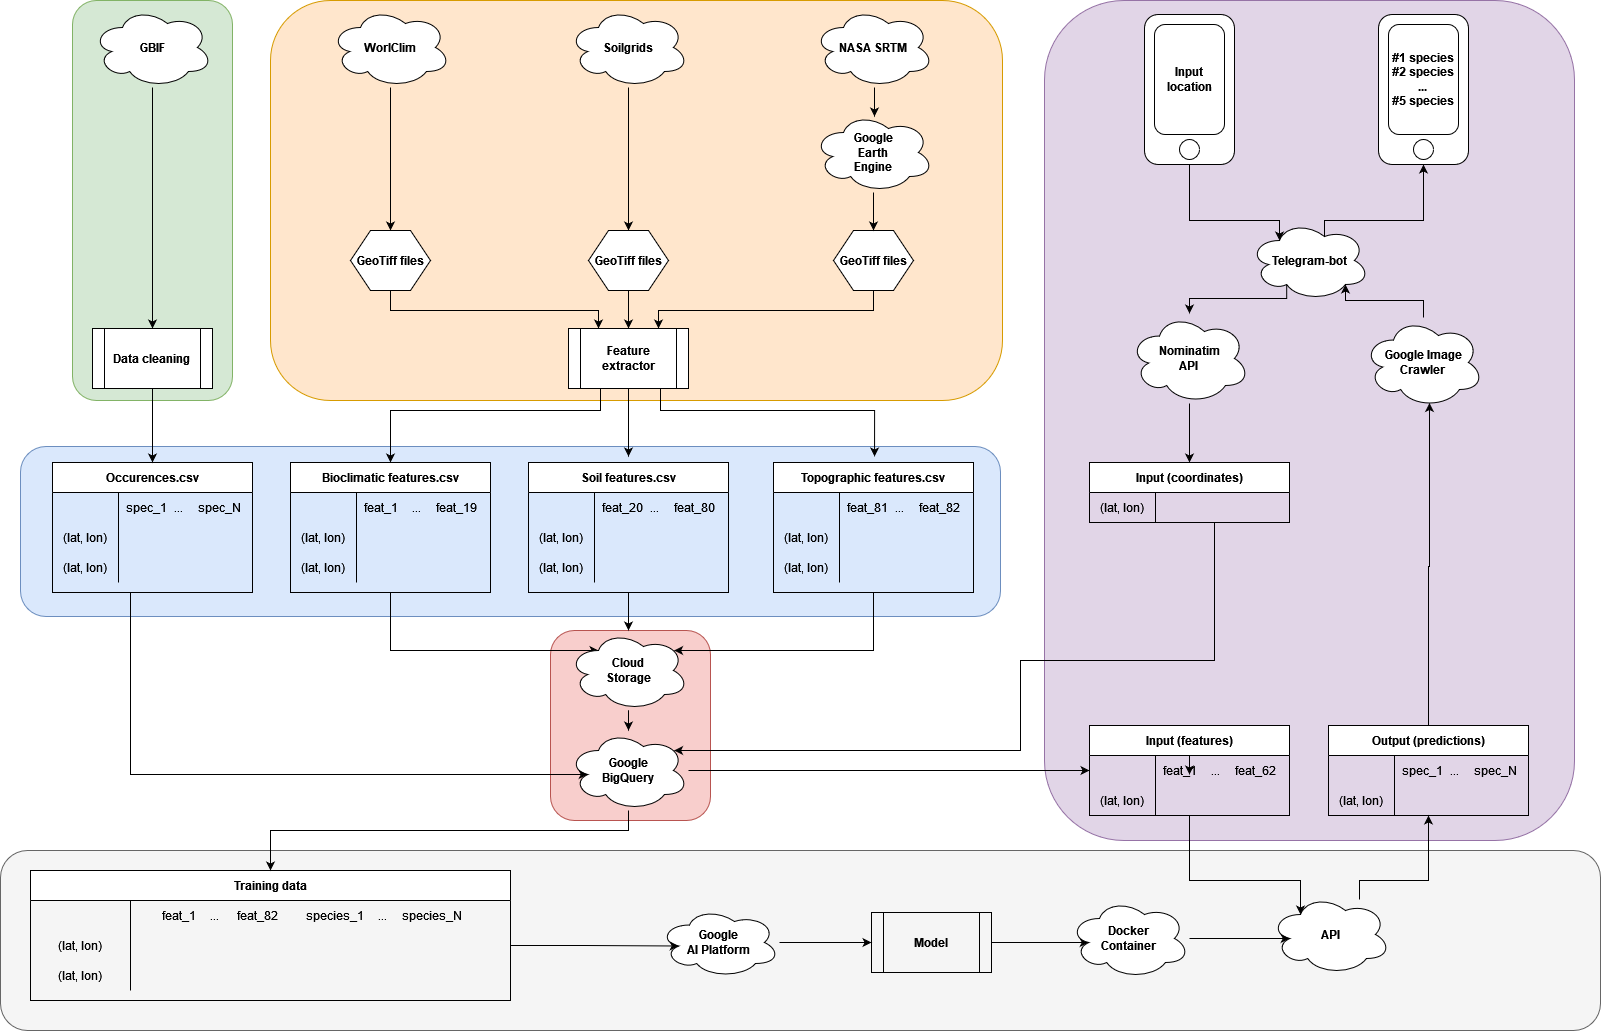 GBIF
WorlClim
Soilgrids
NASA SRTM
Google
Earth
Engine
GeoTiff files
GeoTiff files
GeoTiff files
Data cleaning
Feature
extractor
Input
location
#1 species
#2 species
...
#5 species
Telegram-bot
Nominatim
API
Google Image
Crawler
Occurences.csv
spec_1 ... spec_N
(lat, lon)
(lat, lon)
Bioclimatic features.csv
feat_1 ... feat_19
(lat, lon)
(lat, lon)
Soil features.csv
feat_20 ... feat_80
(lat, lon)
(lat, lon)
Topographic features.csv
feat_81 ... feat_82
(lat, lon)
(lat, lon)
Input (coordinates)
(lat, lon)
Cloud
Storage
Google
BigQuery
Input (features)
feat_1 ... feat_62
(lat, lon)
Output (predictions)
spec_1 ... spec_N
(lat, lon)
Training data
feat_1 ... feat_82 species_1 ... species_N
(lat, lon)
(lat, lon)
Google
AI Platform
Model
Docker
Container
API